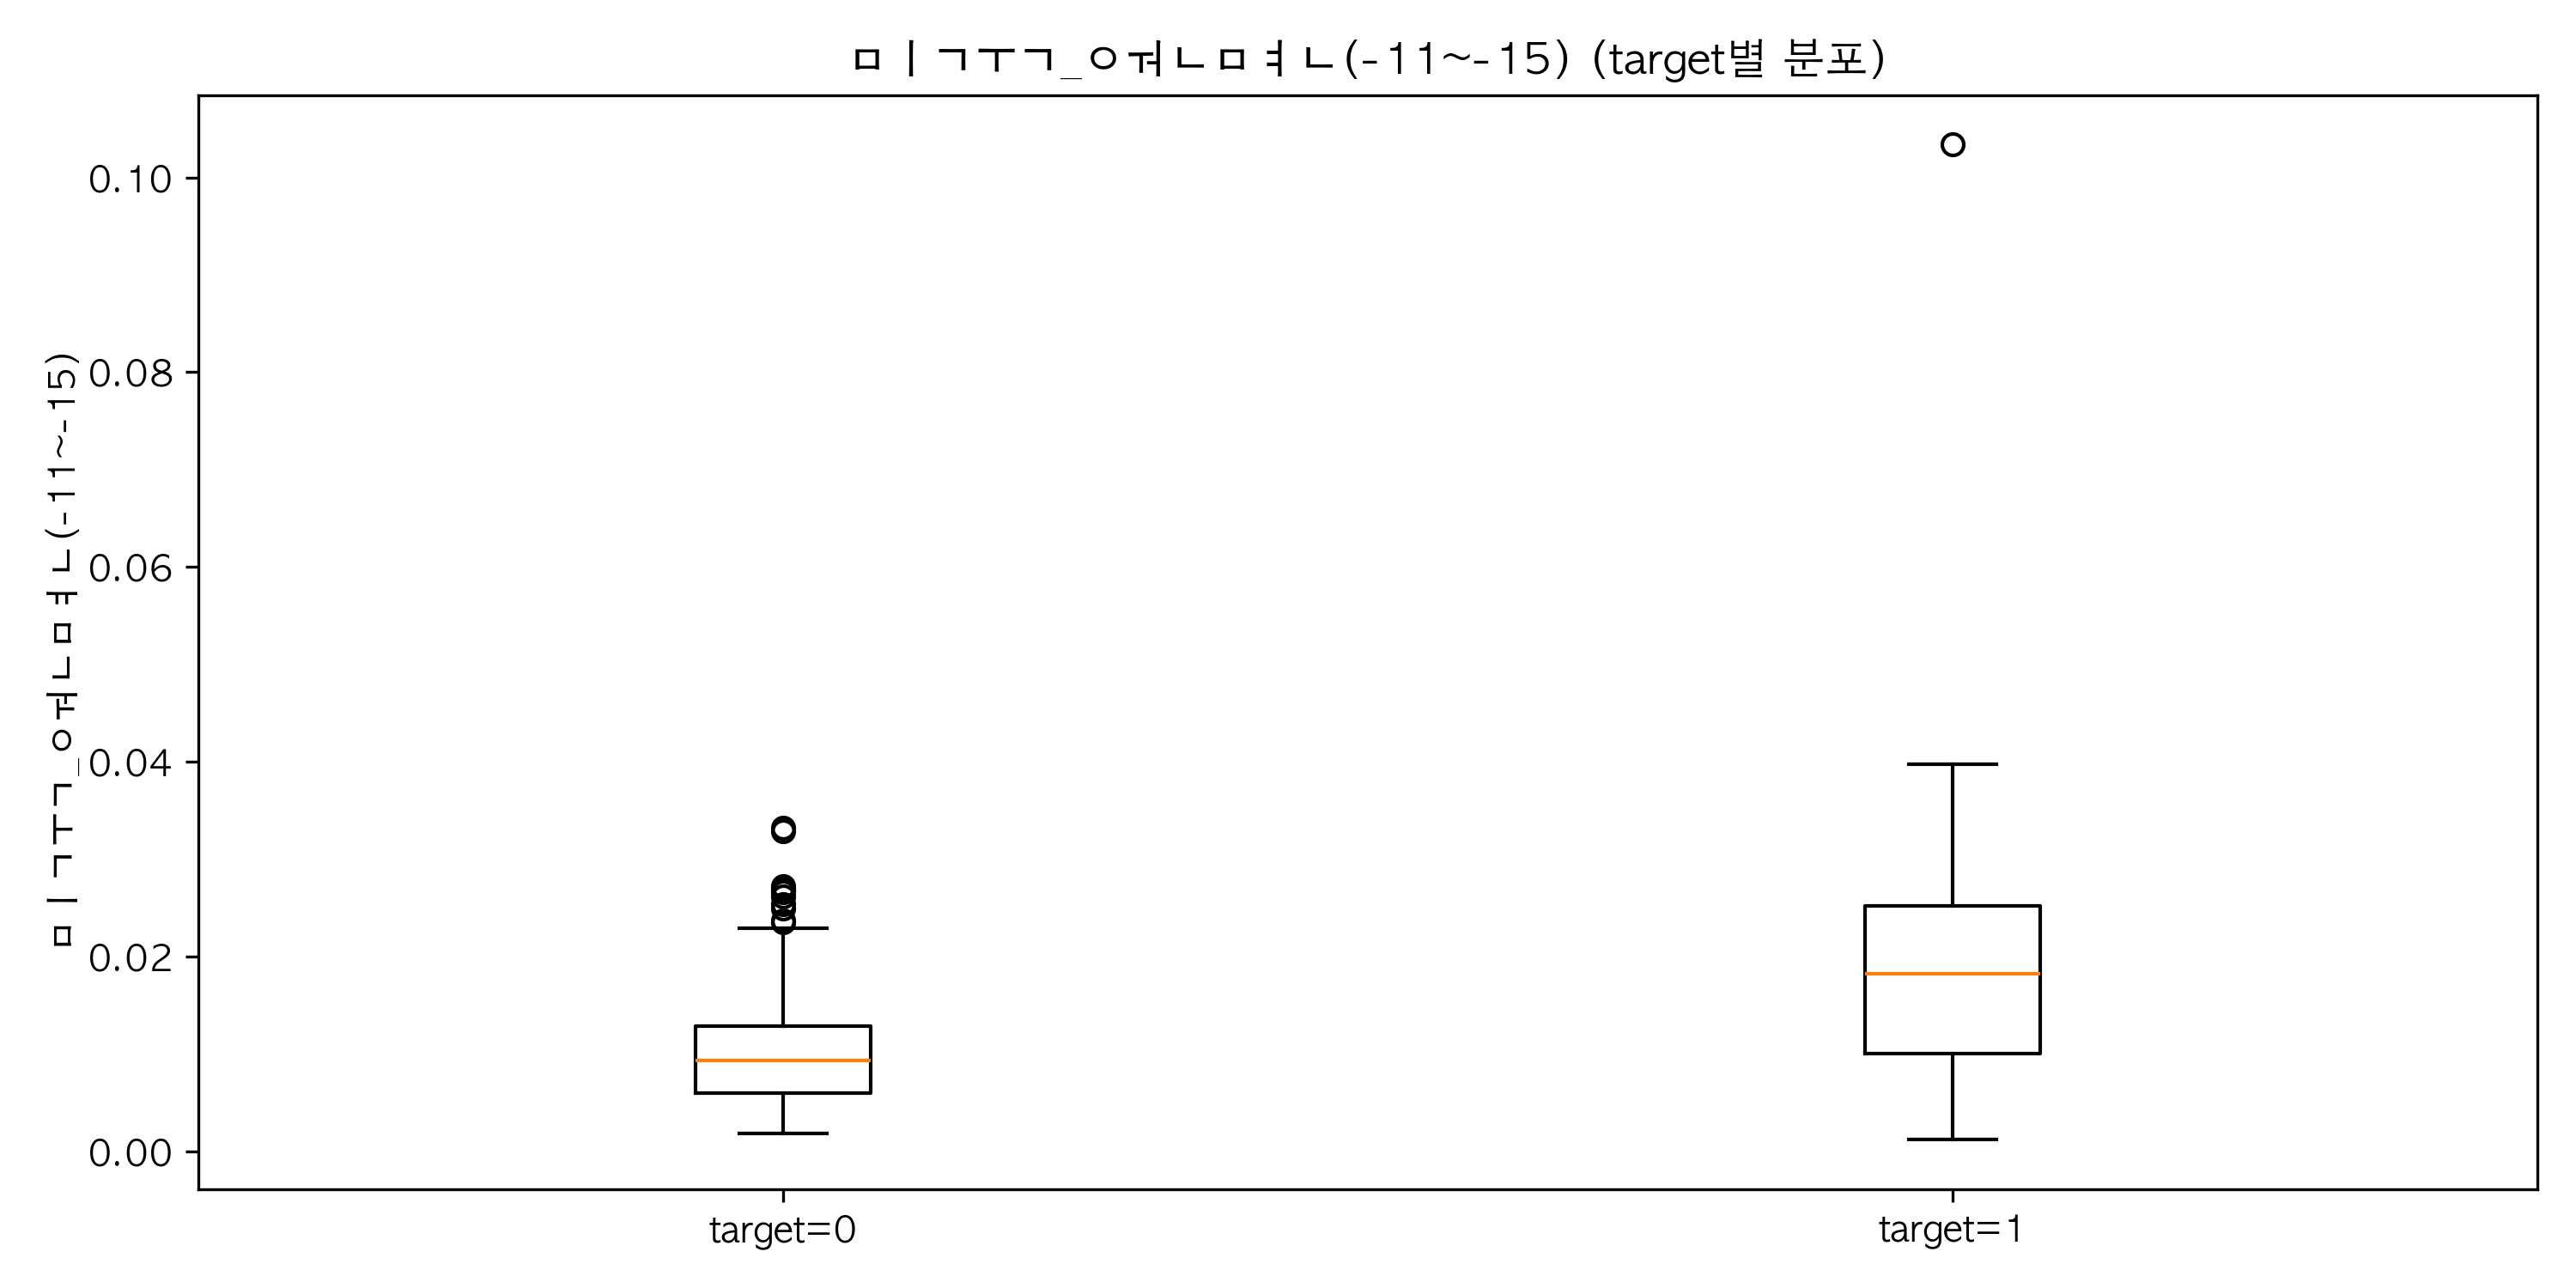 ㅁㅣㄱㅜㄱ_ㅇㅝㄴㅁㅕㄴ(-11~-15) (target별 분포)
ㅁㅣㄱㅜㄱ_ㅇㅝㄴㅁㅕㄴ(-11~-15)
0.10
0.08
0.06
0.04
0.02
0.00
target=0
target=1